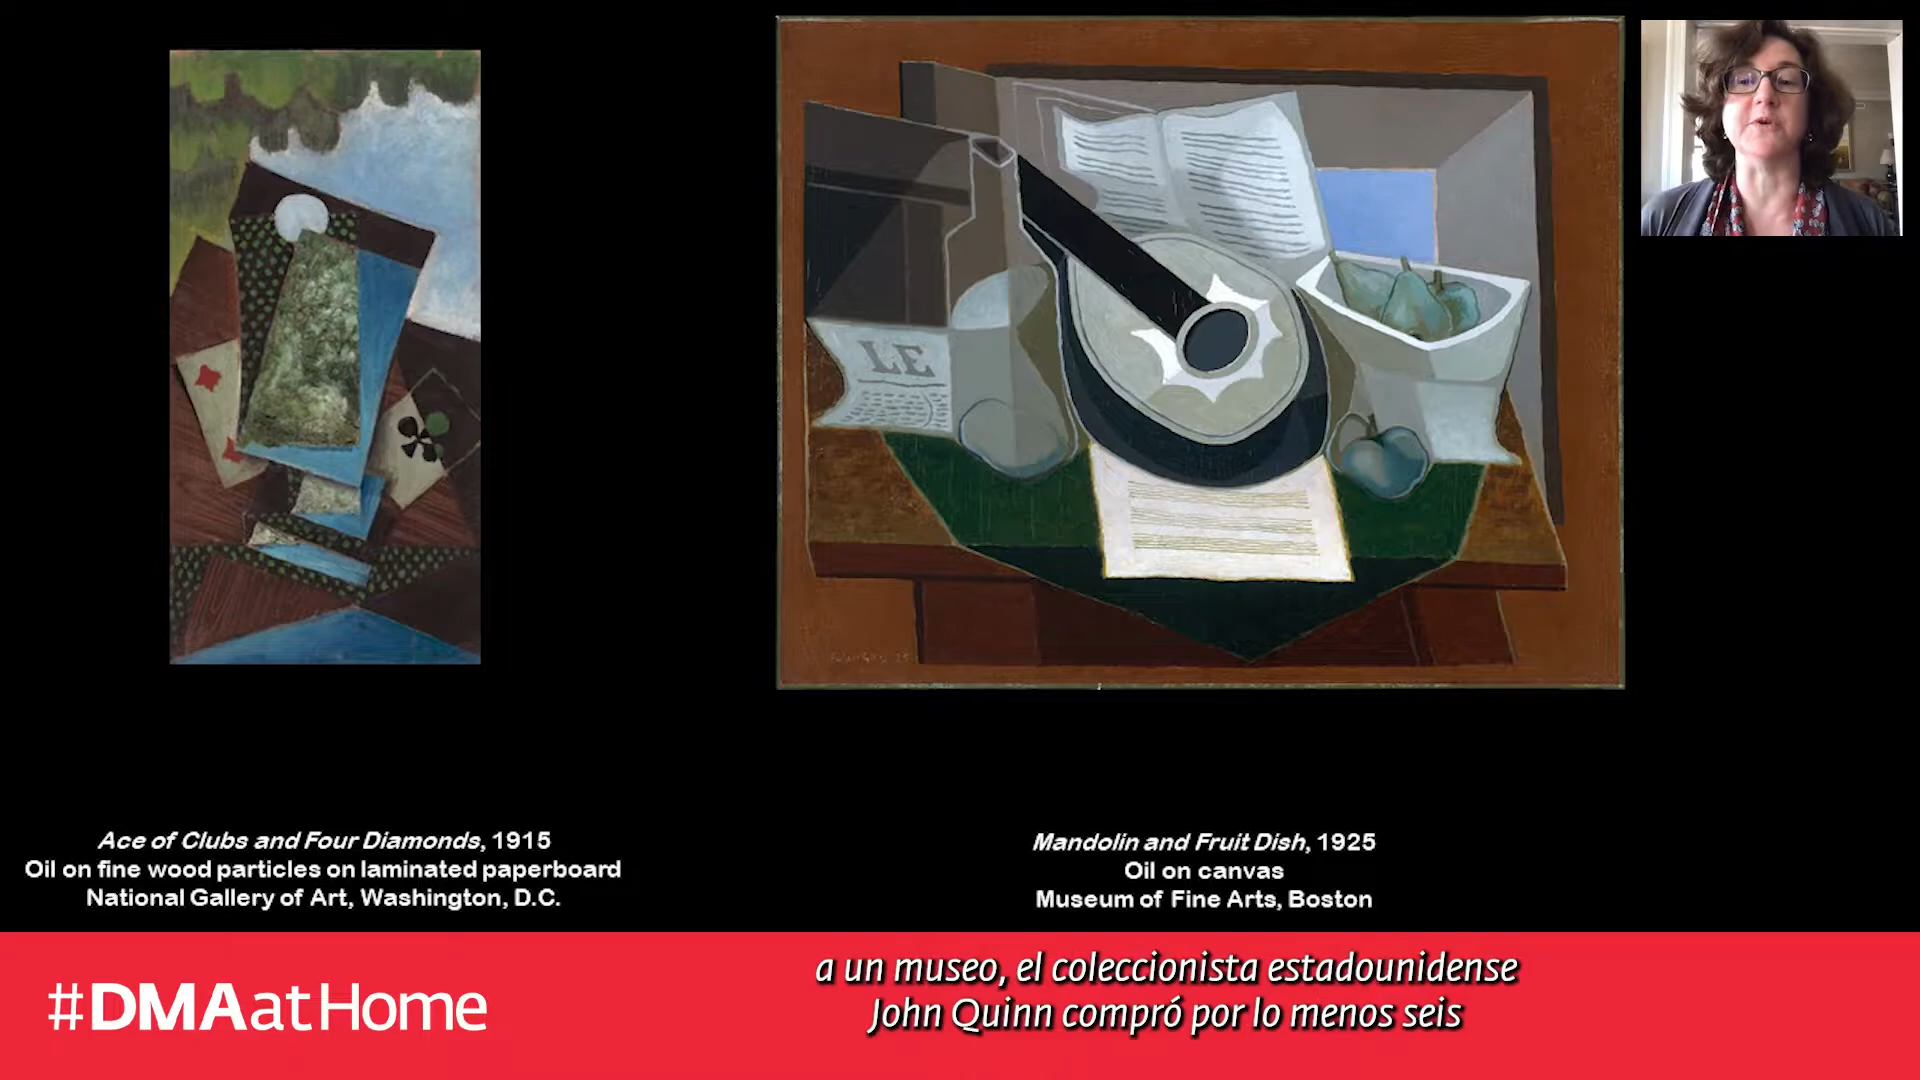 LE
Ace of Clubs and Four Diamonds, 1915
Oil on fine wood particles on laminated paperboard
National Gallery of Art, Washington, D.C.
Mandolin and Fruit Dish, 1925
Oil on canvas
Museum of Fine Arts, Boston
#DMAatHome
a un museo, el coleccionista estadounidense
John Quinn compró por lo menos seis